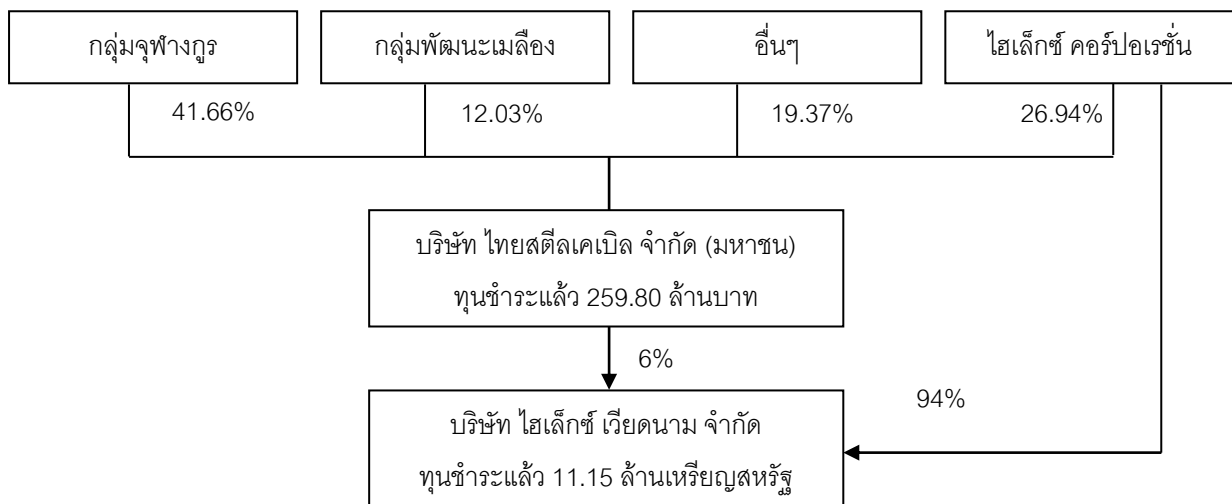 กลุ่มจุฬางกูร
กลุ่มพัฒนะเมลือง
อื่นๆ
ไฮเล็กซ์ คอร์ปอเรชั่น
41.66%
12.03%
19.37%
26.94%
บริษัท ไทยสตีลเคเบิล จำกัด (มหาชน)
ทุนชำระแล้ว 259.80 ล้านบาท
6%
94%
บริษัท ไฮเล็กซ์ เวียดนาม จำกัด
ทุนชำระแล้ว 11.15 ล้านเหรียญสหรัฐ